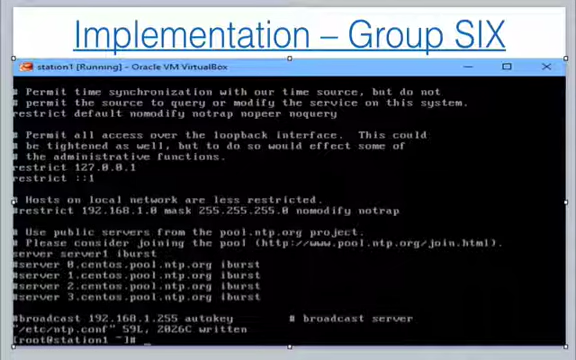 Implementation – Group SIX
station1 [Running] - Oracle VM VirtualBox
# Permit time synchronization with our time source, but do not
# permit the source to query or modify the service on this system.
restrict default nomodify notrap nopeer noquery
# Permit all access over the loopback interface.  This could
# be tightened as well, but to do so would effect some of
# the administrative functions.
restrict 127.0.0.1
restrict ::1
# Hosts on local network are less restricted.
#restrict 192.168.1.0 mask 255.255.255.0 nomodify notrap
# Use public servers from the pool.ntp.org project.
# Please consider joining the pool (http://www.pool.ntp.org/join.html).
server server1 iburst
#server 0.centos.pool.ntp.org iburst
#server 1.centos.pool.ntp.org iburst
#server 2.centos.pool.ntp.org iburst
#server 3.centos.pool.ntp.org iburst
#broadcast 192.168.1.255 autokey        # broadcast server
"/etc/ntp.conf" 59L, 2026C written
[root@station1 ~]# _